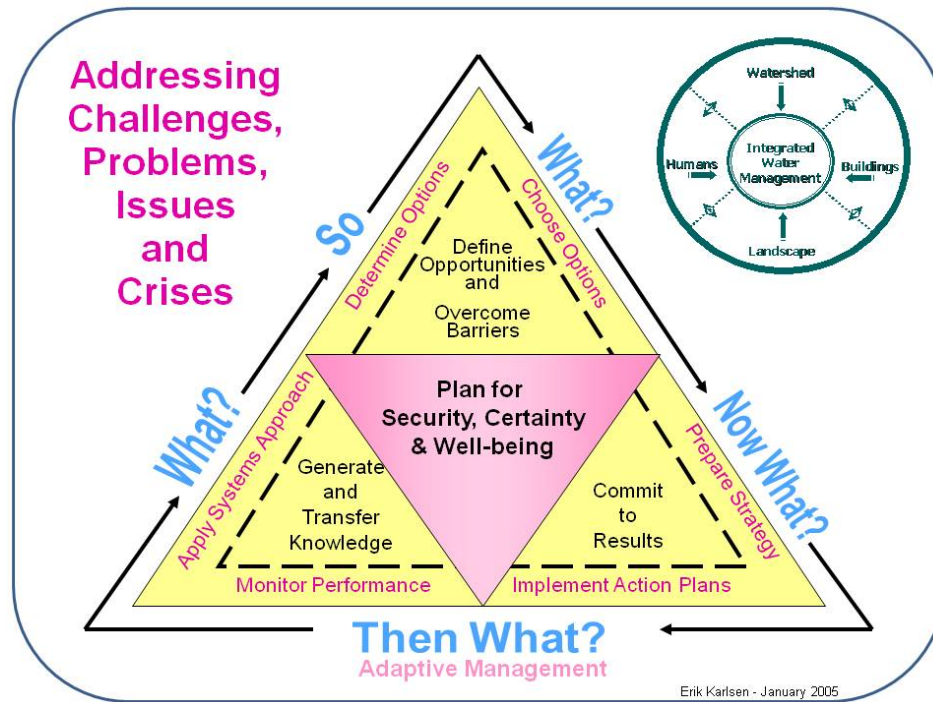 Addressing
Challenges,
Problems,
Issues
and
Crises
Watershed
Integrated
Water
Management
Humans
Buildings
Landscape
What?
So
What?
Now What?
Then What?
Adaptive Management
Apply Systems Approach
Determine Options
Choose Options
Prepare Strategy
Implement Action Plans
Monitor Performance
Define
Opportunities
and
Overcome
Barriers
Plan for
Security, Certainty
& Well-being
Generate
and
Transfer
Knowledge
Commit
to
Results
Erik Karlsen - January 2005